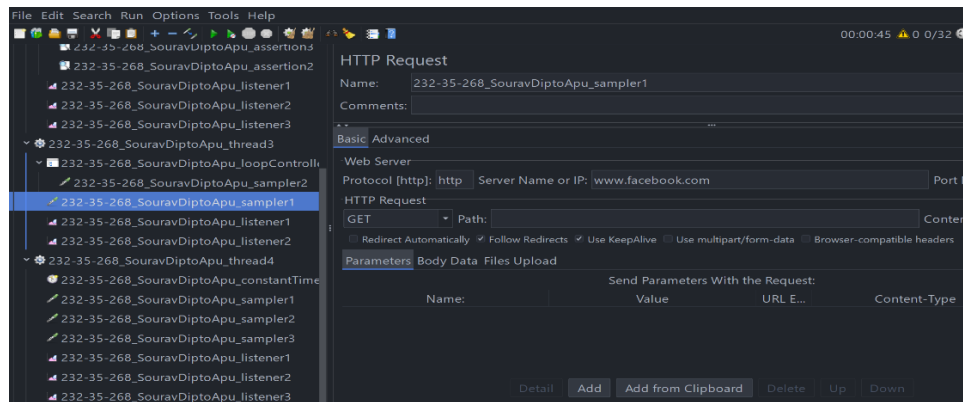 File Edit Search Run Options Tools Help
00:00:45 0 0/32
232-35-268_SouravDiptoApu_assertion3
232-35-268_SouravDiptoApu_assertion2
232-35-268_SouravDiptoApu_listener1
232-35-268_SouravDiptoApu_listener2
232-35-268_SouravDiptoApu_listener3
232-35-268_SouravDiptoApu_thread3
232-35-268_SouravDiptoApu_loopControll
232-35-268_SouravDiptoApu_sampler2
232-35-268_SouravDiptoApu_sampler1
232-35-268_SouravDiptoApu_listener1
232-35-268_SouravDiptoApu_listener2
232-35-268_SouravDiptoApu_thread4
232-35-268_SouravDiptoApu_constantTime
232-35-268_SouravDiptoApu_sampler1
232-35-268_SouravDiptoApu_sampler2
232-35-268_SouravDiptoApu_sampler3
232-35-268_SouravDiptoApu_listener1
232-35-268_SouravDiptoApu_listener2
232-35-268_SouravDiptoApu_listener3
HTTP Request
Name: 232-35-268_SouravDiptoApu_sampler1
Comments:
Basic Advanced
Web Server
Protocol [http]: http Server Name or IP: www.facebook.com Port
HTTP Request
GET Path: Conten
Redirect Automatically Follow Redirects Use KeepAlive Use multipart/form-data Browser-compatible headers
Parameters Body Data Files Upload
Send Parameters With the Request:
Name: Value URL E... Content-Type
Detail Add Add from Clipboard Delete Up Down